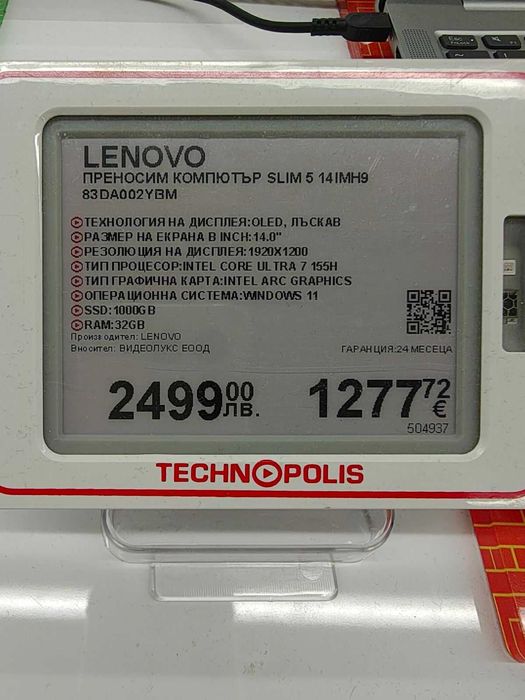 LENOVO
ПРЕНОСИМ КОМПЮТЪР SLIM 5 14IMH9
83DA002YBM
ТЕХНОЛОГИЯ НА ДИСПЛЕЯ:OLED, ЛЪСКАВ
РАЗМЕР НА ЕКРАНА В INCH:14.0"
РЕЗОЛЮЦИЯ НА ДИСПЛЕЯ:1920X1200
ТИП ПРОЦЕСОР:INTEL CORE ULTRA 7 155H
ТИП ГРАФИЧНА КАРТА:INTEL ARC GRAPHICS
ОПЕРАЦИОННА СИСТЕМА:WINDOWS 11
SSD:1000GB
RAM:32GB
Производител: LENOVO
Вносител: ВИДЕОЛУКС ЕООД ГАРАНЦИЯ:24 МЕСЕЦА
2499 00 ЛВ. 1277 72 €
504937
TECHNOPOLIS